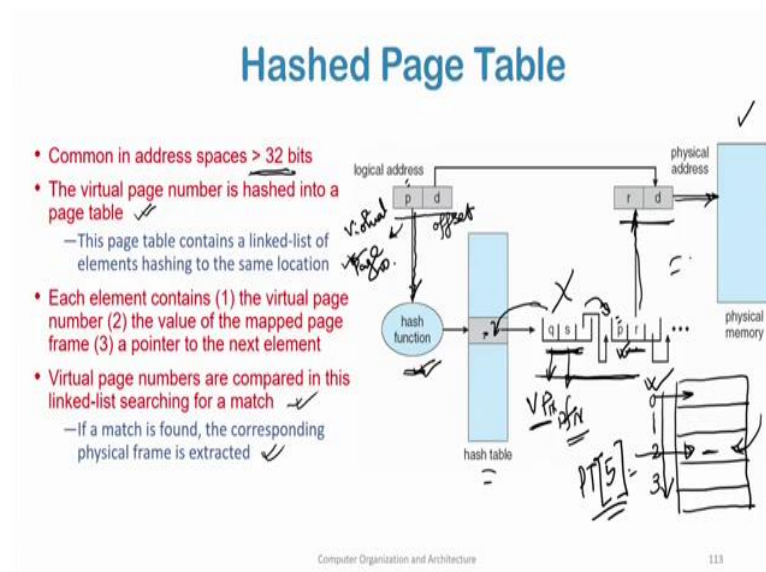 Hashed Page Table
• Common in address spaces > 32 bits
• The virtual page number is hashed into a
page table
–This page table contains a linked-list of
elements hashing to the same location
• Each element contains (1) the virtual page
number (2) the value of the mapped page
frame (3) a pointer to the next element
• Virtual page numbers are compared in this
linked-list searching for a match
–If a match is found, the corresponding
physical frame is extracted
logical address
physical
address
p d
r d
Virtual
Page
no.
offset
hash
function
q s
p r
•••
physical
memory
VPN PFN
hash table
PT[5]=
0
1
2
3
Computer Organization and Architecture
113